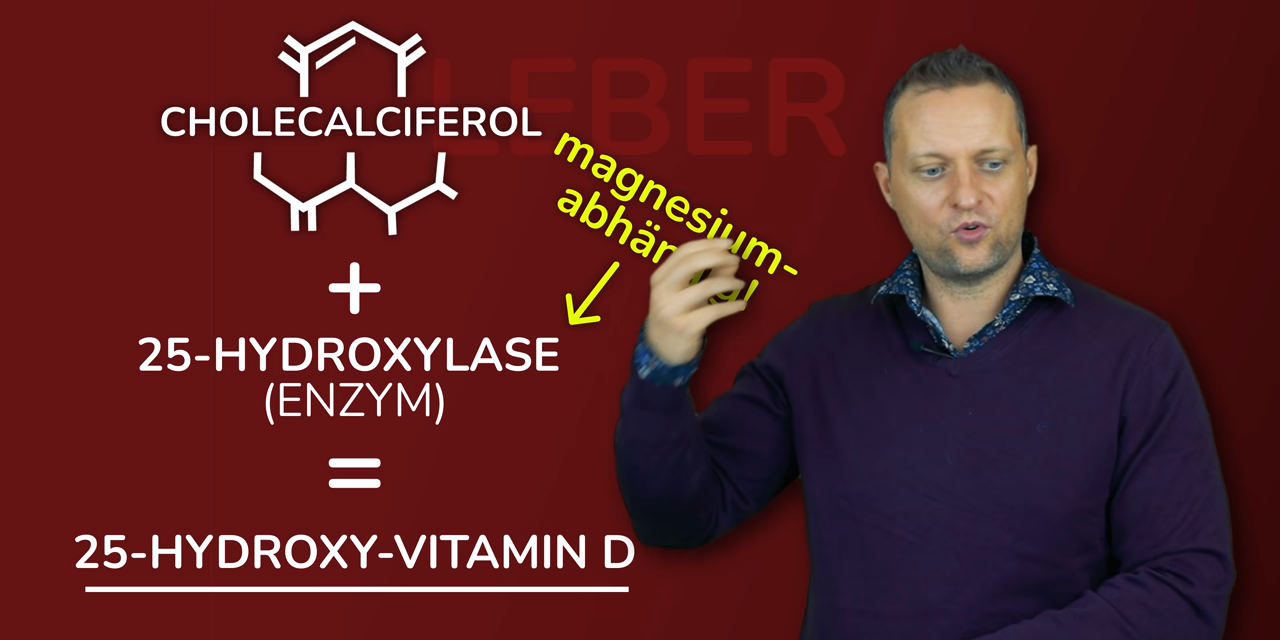 LEBER
CHOLECALCIFEROL
magnesium-
+
25-HYDROXYLASE
(ENZYM)
=
25-HYDROXY-VITAMIN D